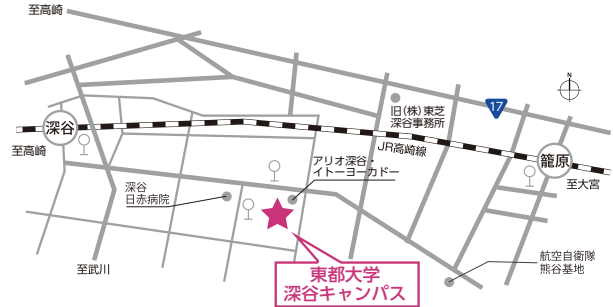 至高崎
N
17
旧(株)東芝
深谷事務所
深谷
至高崎
JR高崎線
籠原
至大宮
アリオ深谷・
イトーヨーカドー
深谷
日赤病院
至武川
東都大学
深谷キャンパス
航空自衛隊
熊谷基地